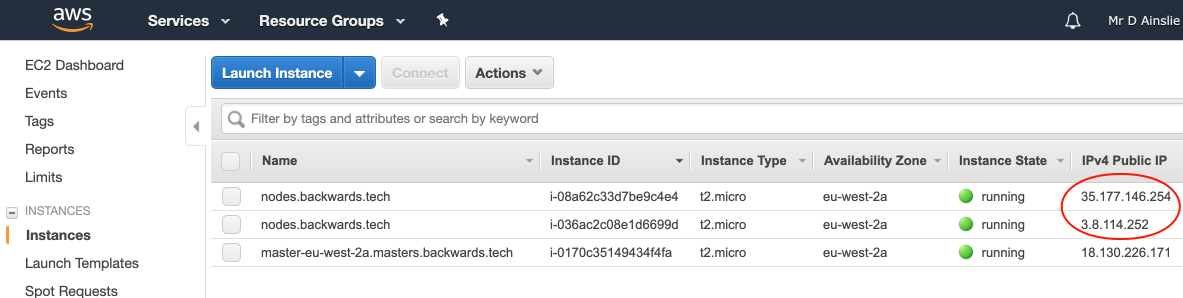 aws Services Resource Groups Mr D Ainslie
EC2 Dashboard
Events
Tags
Reports
Limits
INSTANCES
Instances
Launch Templates
Spot Requests
Launch Instance Connect Actions
Filter by tags and attributes or search by keyword
Name Instance ID Instance Type Availability Zone Instance State IPv4 Public IP
nodes.backwards.tech i-08a62c33d7be9c4e4 t2.micro eu-west-2a running 35.177.146.254
nodes.backwards.tech i-036ac2c08e1d6699d t2.micro eu-west-2a running 3.8.114.252
master-eu-west-2a.masters.backwards.tech i-0170c35149434f4fa t2.micro eu-west-2a running 18.130.226.171